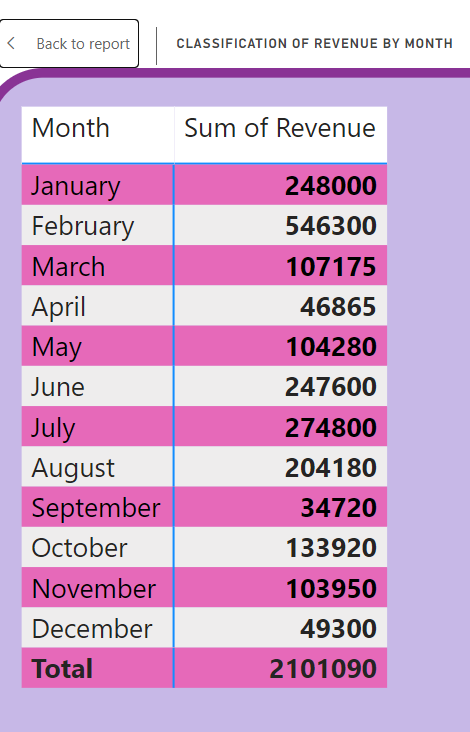 Back to report CLASSIFICATION OF REVENUE BY MONTH
Month Sum of Revenue
January 248000
February 546300
March 107175
April 46865
May 104280
June 247600
July 274800
August 204180
September 34720
October 133920
November 103950
December 49300
Total 2101090